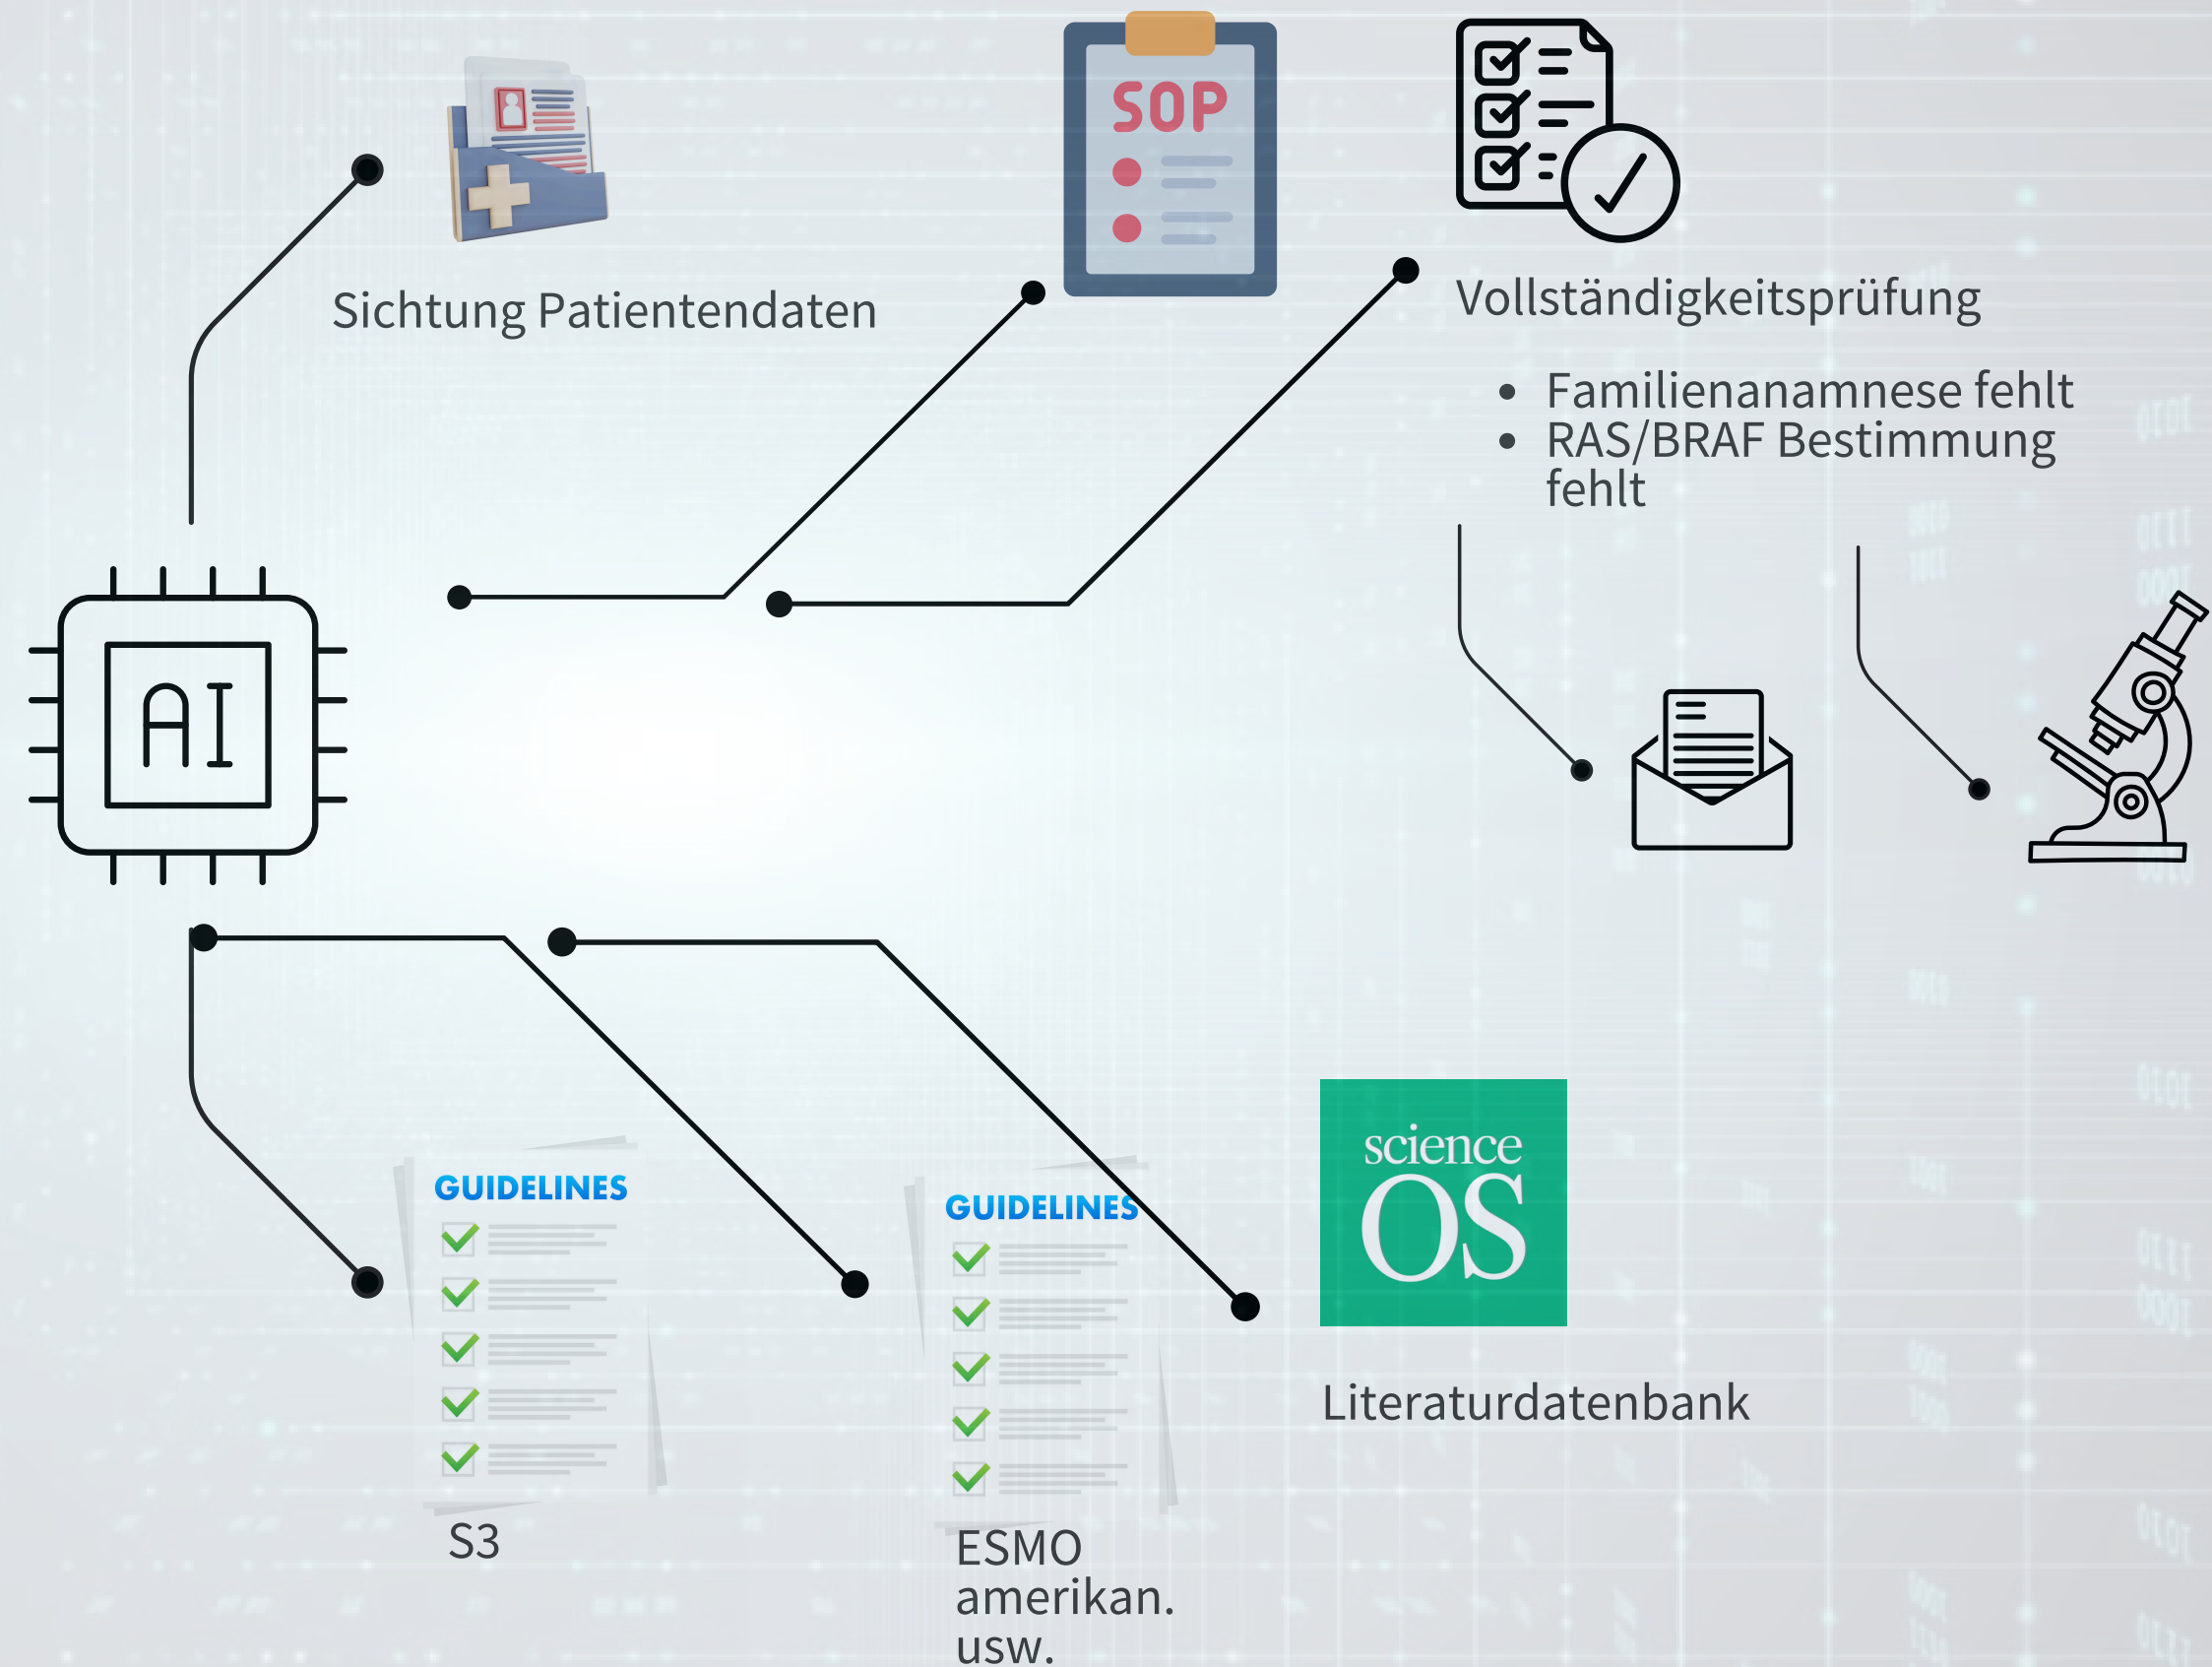 SOP
Sichtung Patientendaten
Vollständigkeitsprüfung
• Familienanamnese fehlt
• RAS/BRAF Bestimmung
fehlt
AI
GUIDELINES
GUIDELINES
science
OS
Literaturdatenbank
S3
ESMO
amerikan.
usw.